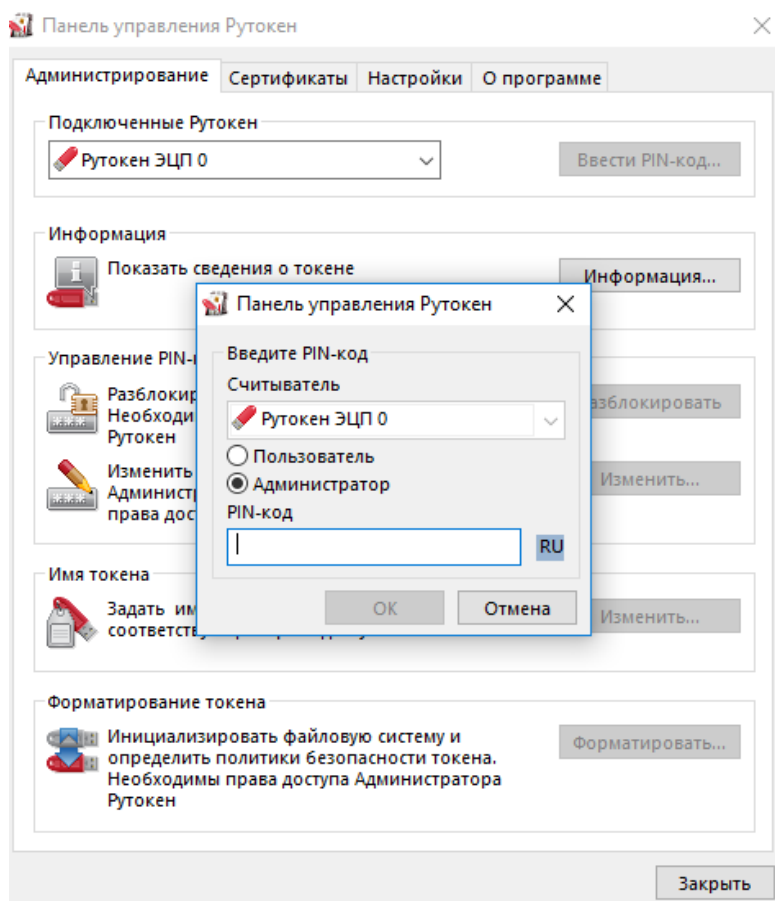 Панель управления Рутокен
Администрирование Сертификаты Настройки О программе
Подключенные Рутокен
Рутокен ЭЦП 0
Ввести PIN-код...
Информация
Показать сведения о токене
Информация...
Управление PIN-
Разблокир
Необходи
Рутокен
азблокировать
Изменить
Админист
права дос
Изменить...
Панель управления Рутокен
Введите PIN-код
Считыватель
Рутокен ЭЦП 0
Пользователь
Администратор
PIN-код
RU
OK
Отмена
Имя токена
Задать им
соответств
Изменить...
Форматирование токена
Инициализировать файловую систему и
определить политики безопасности токена.
Необходимы права доступа Администратора
Рутокен
Форматировать...
Закрыть